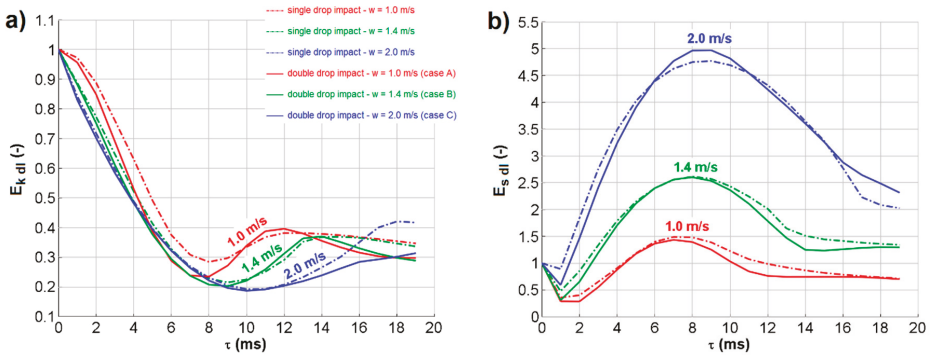 a)
single drop impact - w = 1.0 m/s
single drop impact - w = 1.4 m/s
single drop impact - w = 2.0 m/s
double drop impact - w = 1.0 m/s (case A)
double drop impact - w = 1.4 m/s (case B)
double drop impact - w = 2.0 m/s (case C)
1.1
1
0.9
0.8
0.7
0.6
0.5
0.4
0.3
0.2
0.1
E k dl (-)
1.0 m/s
1.4 m/s
2.0 m/s
0 2 4 6 8 10 12 14 16 18 20
τ (ms)
b)
5.5
5
4.5
4
3.5
3
2.5
2
1.5
1
0.5
0
E s dl (-)
2.0 m/s
1.4 m/s
1.0 m/s
0 2 4 6 8 10 12 14 16 18 20
τ (ms)